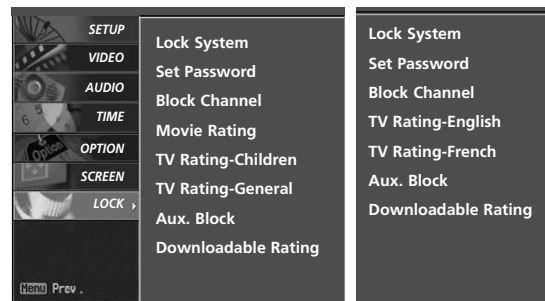 SETUP
VIDEO
AUDIO
TIME
OPTION
SCREEN
LOCK
Menu Prev .
Lock System
Set Password
Block Channel
Movie Rating
TV Rating-Children
TV Rating-General
Aux. Block
Downloadable Rating
Lock System
Set Password
Block Channel
TV Rating-English
TV Rating-French
Aux. Block
Downloadable Rating